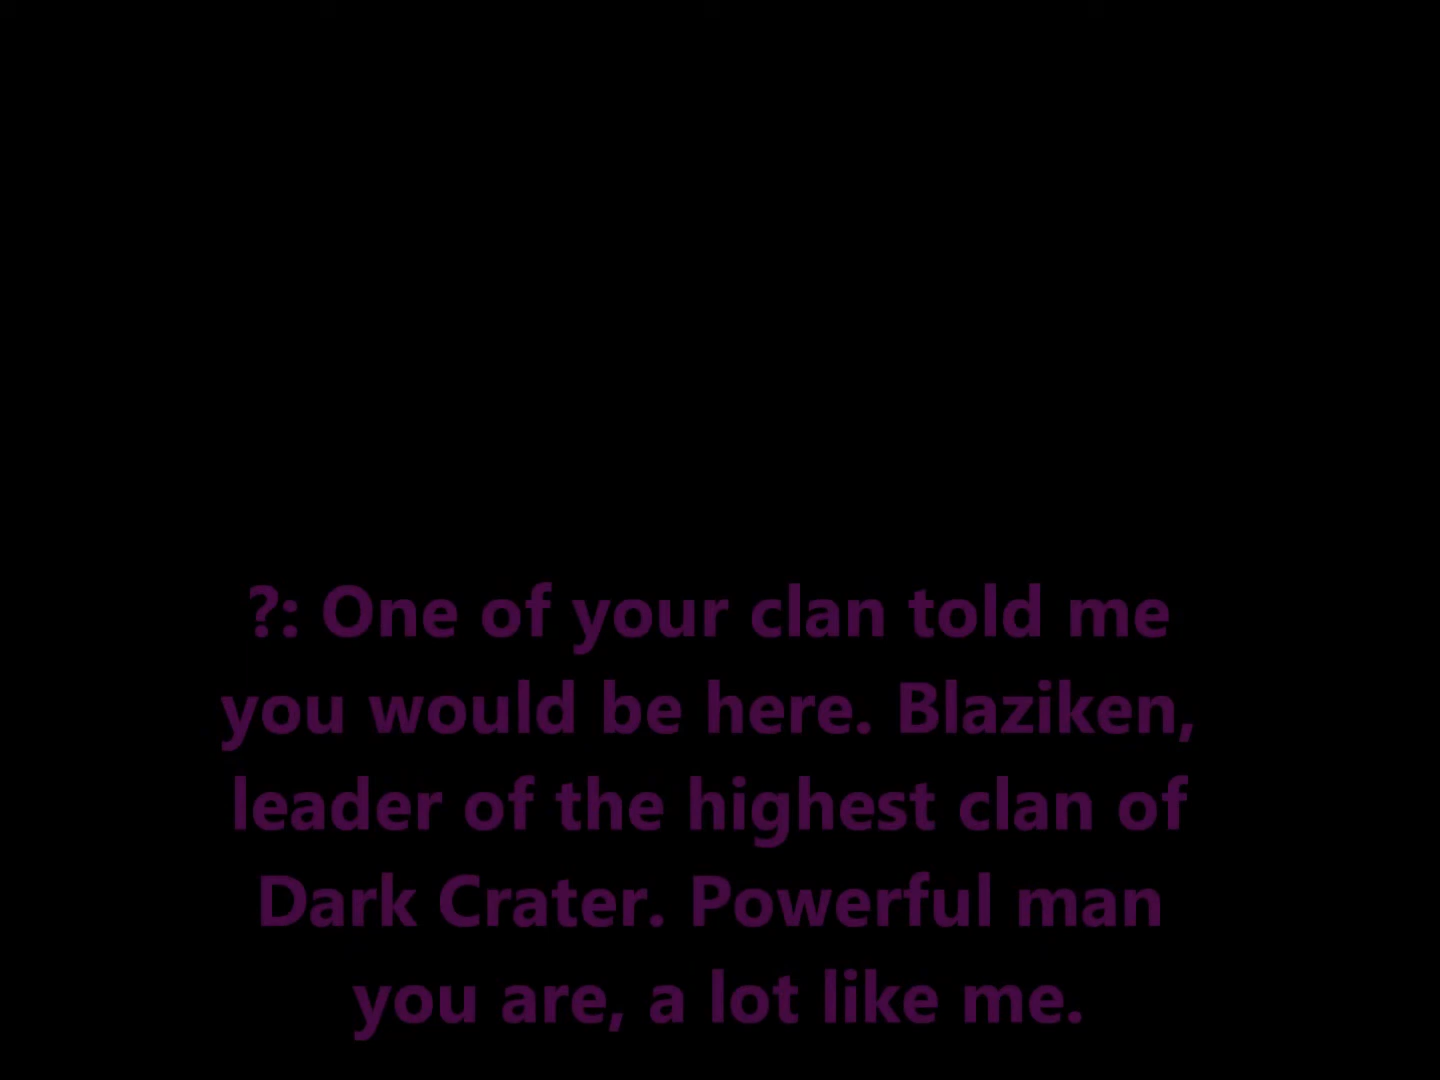 ?: One of your clan told me
you would be here. Blaziken,
leader of the highest clan of
Dark Crater. Powerful man
you are, a lot like me.